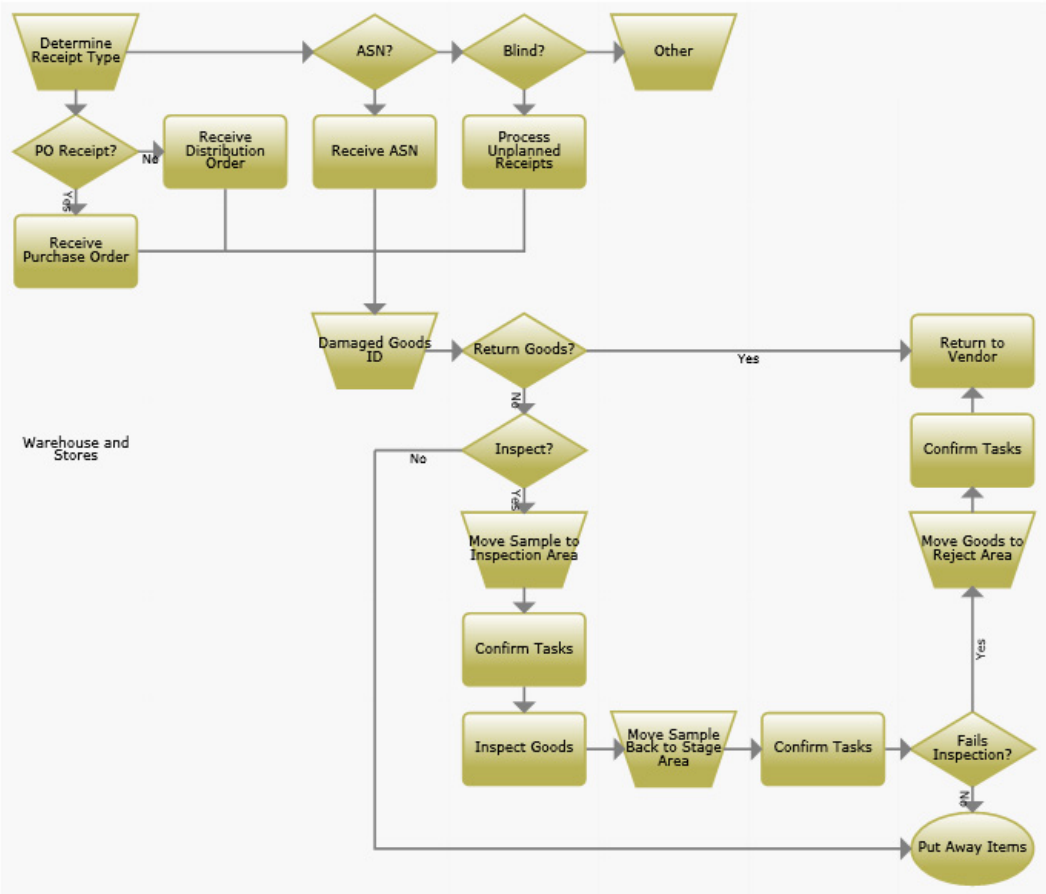 Determine
Receipt Type
ASN?
Blind?
Other
PO Receipt?
No
Receive
Distribution
Order
Receive ASN
Process
Unplanned
Receipts
Yes
Receive
Purchase Order
Damaged Goods
ID
Return Goods?
Yes
Return to
Vendor
No
Warehouse and
Stores
Inspect?
No
Confirm Tasks
Yes
Move Sample to
Inspection Area
Move Goods to
Reject Area
Confirm Tasks
Yes
Inspect Goods
Move Sample
Back to Stage
Area
Confirm Tasks
Fails
Inspection?
No
Put Away Items